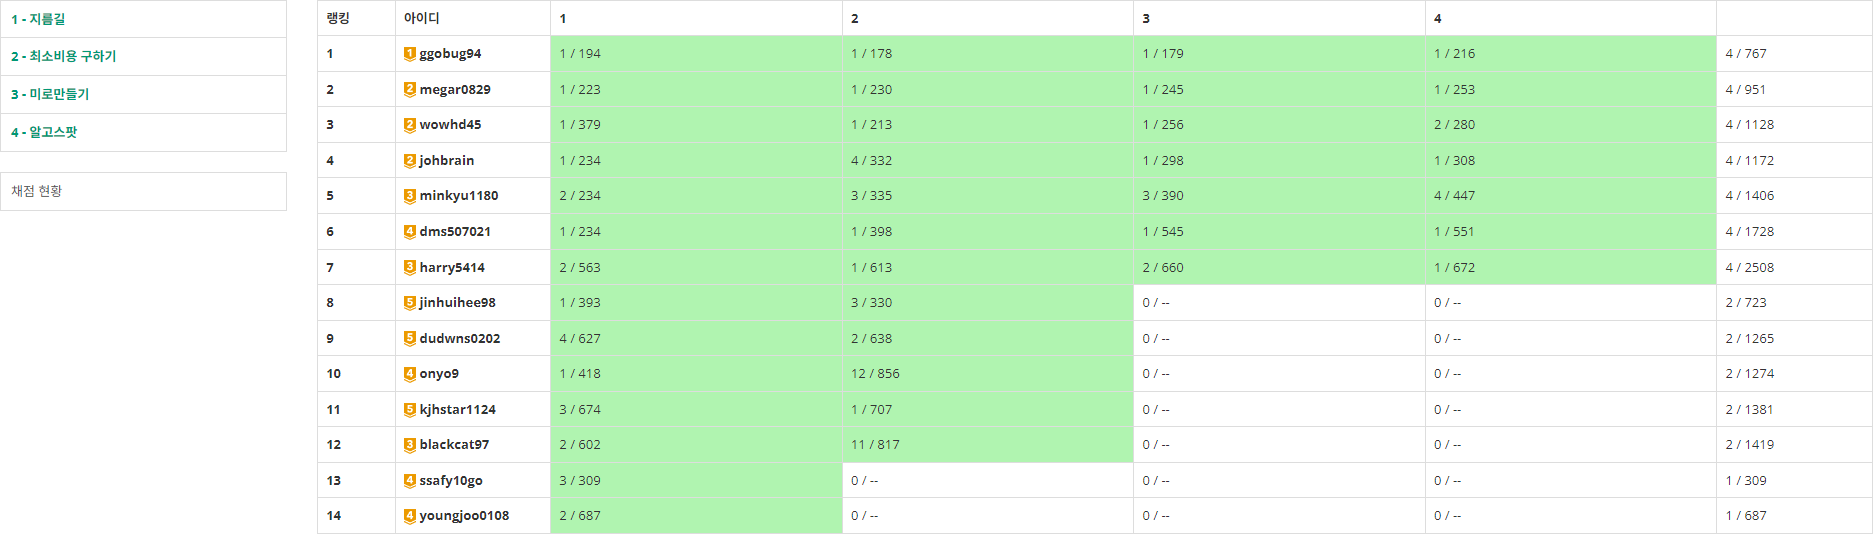 1 - 지름길
2 - 최소비용 구하기
3 - 미로만들기
4 - 알고스팟
채점 현황
랭킹 아이디 1 2 3 4
1 1 ggobug94 1 / 194 1 / 178 1 / 179 1 / 216 4 / 767
2 2 megar0829 1 / 223 1 / 230 1 / 245 1 / 253 4 / 951
3 2 wowhd45 1 / 379 1 / 213 1 / 256 2 / 280 4 / 1128
4 2 johbrain 1 / 234 4 / 332 1 / 298 1 / 308 4 / 1172
5 3 minkyu1180 2 / 234 3 / 335 3 / 390 4 / 447 4 / 1406
6 4 dms507021 1 / 234 1 / 398 1 / 545 1 / 551 4 / 1728
7 3 harry5414 2 / 563 1 / 613 2 / 660 1 / 672 4 / 2508
8 5 jinhuihee98 1 / 393 3 / 330 0 / -- 0 / -- 2 / 723
9 5 dudwns0202 4 / 627 2 / 638 0 / -- 0 / -- 2 / 1265
10 4 onyo9 1 / 418 12 / 856 0 / -- 0 / -- 2 / 1274
11 5 kjhstar1124 3 / 674 1 / 707 0 / -- 0 / -- 2 / 1381
12 3 blackcat97 2 / 602 11 / 817 0 / -- 0 / -- 2 / 1419
13 4 ssafy10go 3 / 309 0 / -- 0 / -- 0 / -- 1 / 309
14 4 youngjoo0108 2 / 687 0 / -- 0 / -- 0 / -- 1 / 687